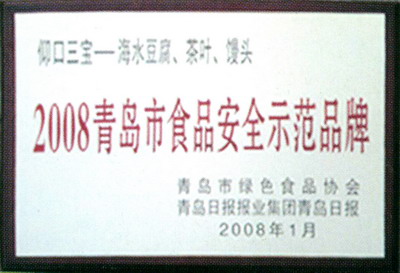 仰口三宝—海水豆腐、茶叶、馒头
2008青岛市食品安全示范品牌
青岛市绿色食品协会
青岛日报报业集团青岛日报
2008年1月